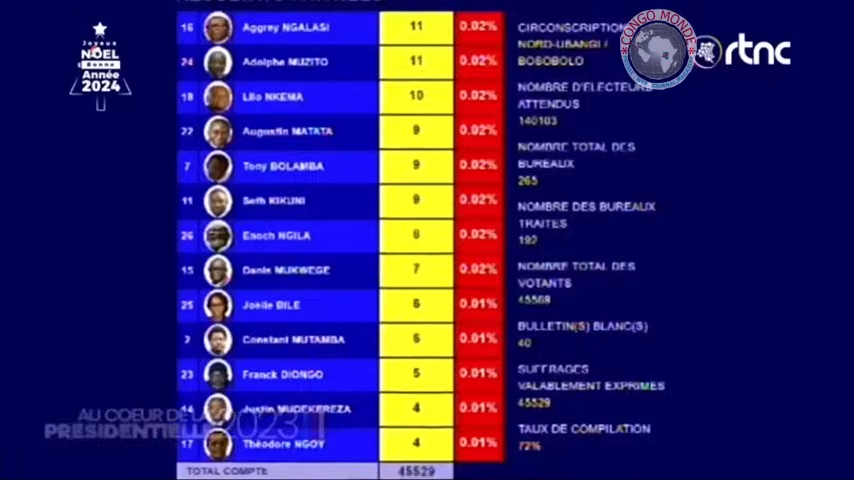 Joyeux
NOËL
Bonne
Année
2024
CONGO MONDE
rtnc
16 Aggrey NGALASI 11 0.02%
24 Adolphe MUZITO 11 0.02%
18 Lilo NKEMA 10 0.02%
22 Augustin MATATA 9 0.02%
7 Tony BOLAMBA 9 0.02%
11 Seth KIKUNI 9 0.02%
26 Enoch NGILA 8 0.02%
15 Denis MUKWEGE 7 0.02%
25 Joëlle BILE 6 0.01%
2 Constant MUTAMBA 6 0.01%
23 Franck DIONGO 5 0.01%
14 Justin MUDEKEREZA 4 0.01%
17 Théodore NGOY 4 0.01%
TOTAL COMPTE 45529
CIRCONSCRIPTION
NORD-UBANGI /
BOSOBOLO
NOMBRE D'ELECTEURS
ATTENDUS
140103
NOMBRE TOTAL DES
BUREAUX
265
NOMBRE DES BUREAUX
TRAITES
192
NOMBRE TOTAL DES
VOTANTS
45569
BULLETIN(S) BLANC(S)
40
SUFFRAGES
VALABLEMENT EXPRIMES
45529
TAUX DE COMPILATION
72%
AU COEUR DE LA
PRÉSIDENTIELLE 2023